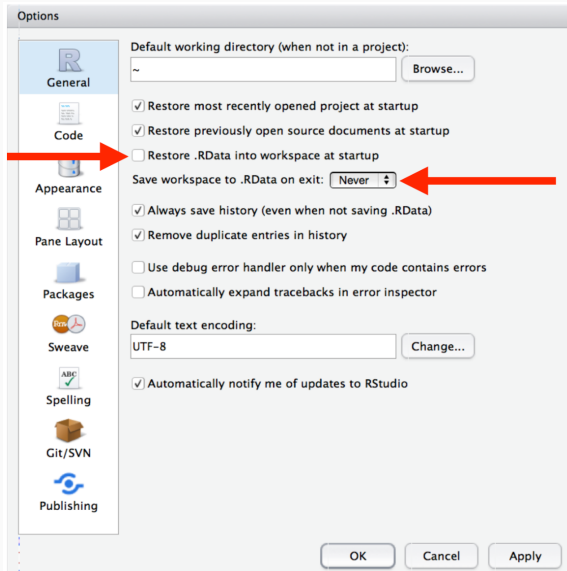 Options
General
Code
Appearance
Pane Layout
Packages
Sweave
Spelling
Git/SVN
Publishing
Default working directory (when not in a project):
~
Browse...
Restore most recently opened project at startup
Restore previously open source documents at startup
Restore .RData into workspace at startup
Save workspace to .RData on exit: Never
Always save history (even when not saving .RData)
Remove duplicate entries in history
Use debug error handler only when my code contains errors
Automatically expand tracebacks in error inspector
Default text encoding:
UTF-8
Change...
Automatically notify me of updates to RStudio
OK
Cancel
Apply
R
Rnw
ABC